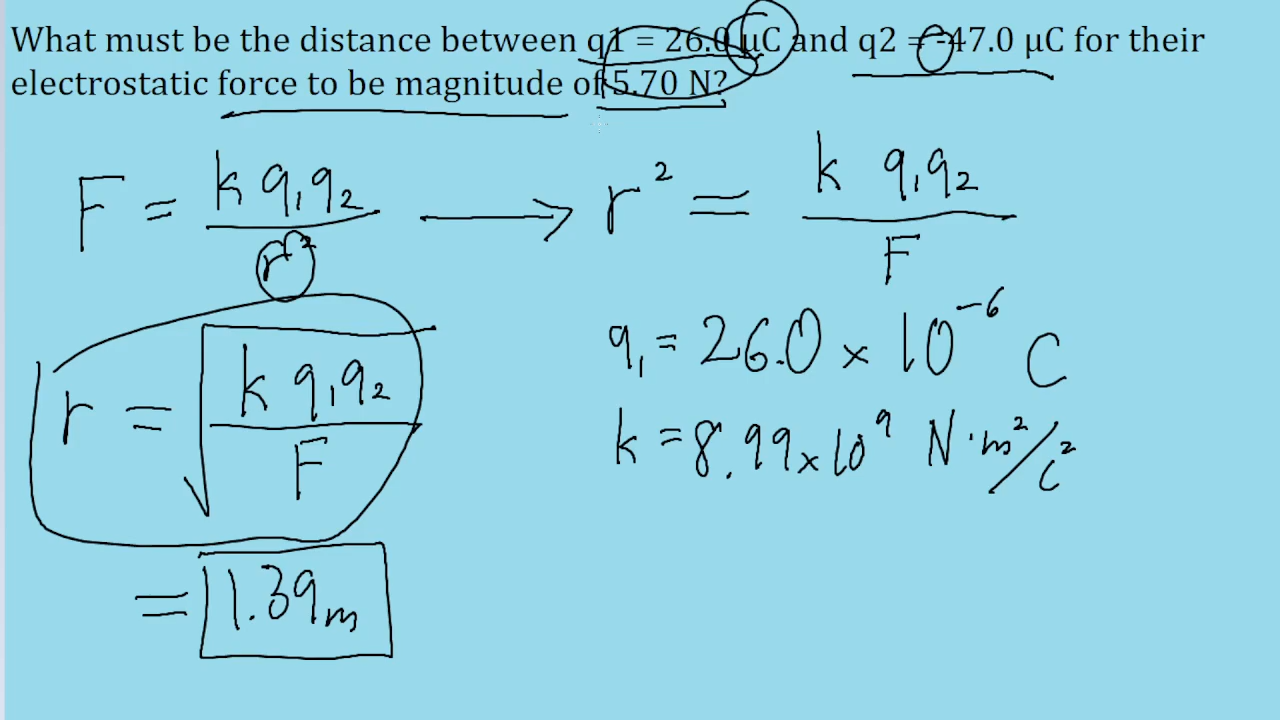 What must be the distance between q1 = 26.0 μC and q2 = -47.0 μC for their
electrostatic force to be magnitude of 5.70 N?
F = k q₁q₂ / r² → r² = k q₁q₂ / F
q₁ = 26.0 × 10⁻⁶ C
r = √(k q₁q₂ / F)
k = 8.99 × 10⁹ N·m²/C²
= 1.39 m